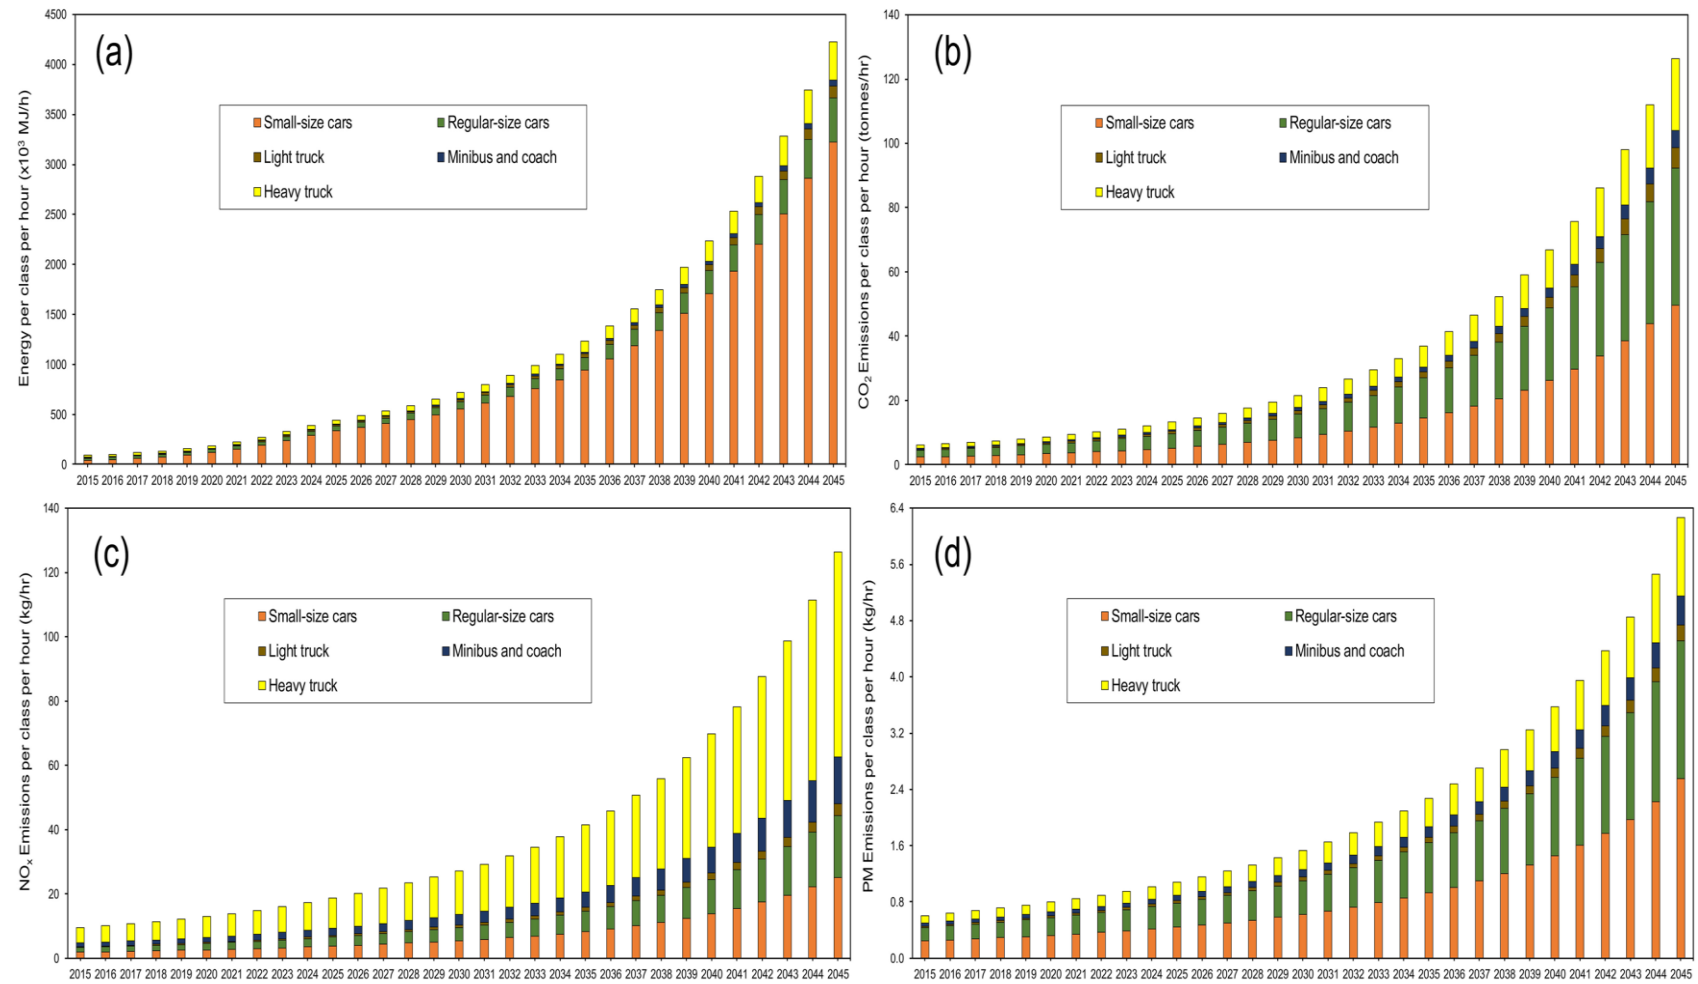 (a)
Energy per class per hour (x10³ MJ/h)
4500
4000
3500
3000
2500
2000
1500
1000
500
0
Small-size cars Regular-size cars
Light truck Minibus and coach
Heavy truck
2015 2016 2017 2018 2019 2020 2021 2022 2023 2024 2025 2026 2027 2028 2029 2030 2031 2032 2033 2034 2035 2036 2037 2038 2039 2040 2041 2042 2043 2044 2045
(b)
CO₂ Emissions per class per hour (tonnes/hr)
140
120
100
80
60
40
20
0
Small-size cars Regular-size cars
Light truck Minibus and coach
Heavy truck
2015 2016 2017 2018 2019 2020 2021 2022 2023 2024 2025 2026 2027 2028 2029 2030 2031 2032 2033 2034 2035 2036 2037 2038 2039 2040 2041 2042 2043 2044 2045
(c)
NOₓ Emissions per class per hour (kg/hr)
140
120
100
80
60
40
20
0
Small-size cars Regular-size cars
Light truck Minibus and coach
Heavy truck
2015 2016 2017 2018 2019 2020 2021 2022 2023 2024 2025 2026 2027 2028 2029 2030 2031 2032 2033 2034 2035 2036 2037 2038 2039 2040 2041 2042 2043 2044 2045
(d)
PM Emissions per class per hour (kg/hr)
6.4
5.6
4.8
4.0
3.2
2.4
1.6
0.8
0.0
Small-size cars Regular-size cars
Light truck Minibus and coach
Heavy truck
2015 2016 2017 2018 2019 2020 2021 2022 2023 2024 2025 2026 2027 2028 2029 2030 2031 2032 2033 2034 2035 2036 2037 2038 2039 2040 2041 2042 2043 2044 2045